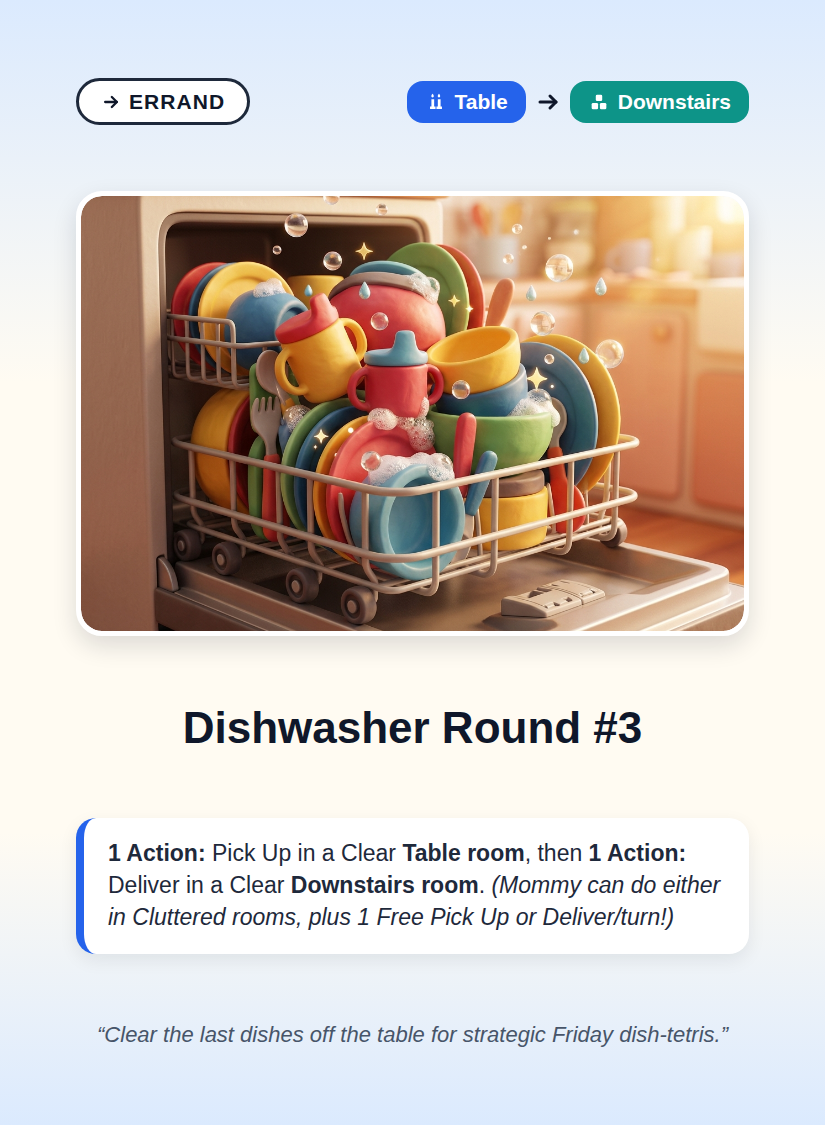 → ERRAND
Table → Downstairs
Dishwasher Round #3
1 Action: Pick Up in a Clear Table room, then 1 Action:
Deliver in a Clear Downstairs room. (Mommy can do either
in Cluttered rooms, plus 1 Free Pick Up or Deliver/turn!)
“Clear the last dishes off the table for strategic Friday dish-tetris.”